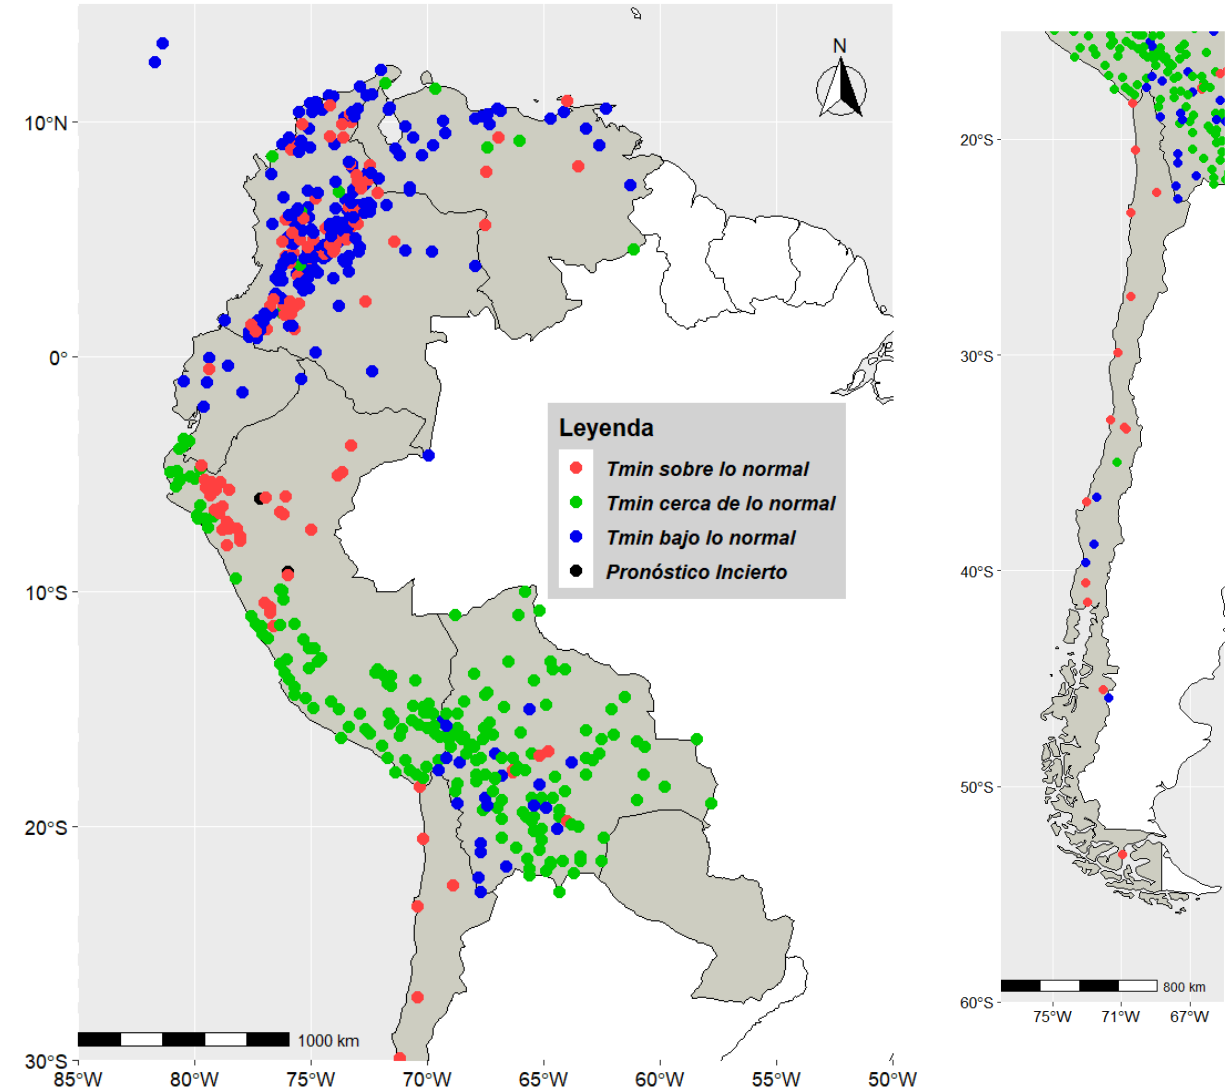 N
10°N
0°
10°S
20°S
30°S
85°W
80°W
75°W
70°W
65°W
60°W
55°W
50°W
1000 km
Leyenda
Tmin sobre lo normal
Tmin cerca de lo normal
Tmin bajo lo normal
Pronóstico Incierto
20°S
30°S
40°S
50°S
60°S
75°W
71°W
67°W
800 km